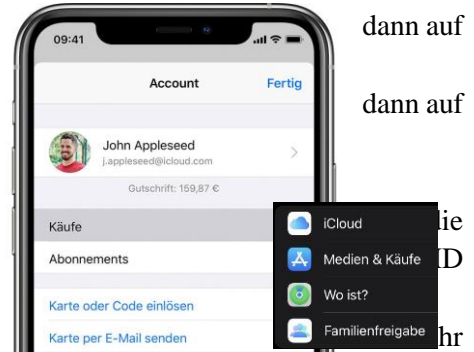 dann auf
09:41
Account
Fertig
dann auf
John Appleseed
j.appleseed@icloud.com
Gutschrift: 159,87 €
Käufe
Abonnements
iCloud
Medien & Käufe
Wo ist?
Familienfreigabe
Karte oder Code einlösen
Karte per E-Mail senden